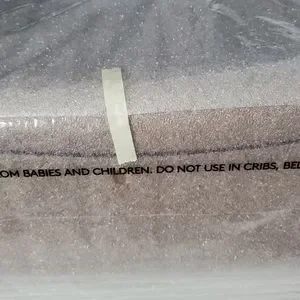 OM BABIES AND CHILDREN. DO NOT USE IN CRIBS, BED